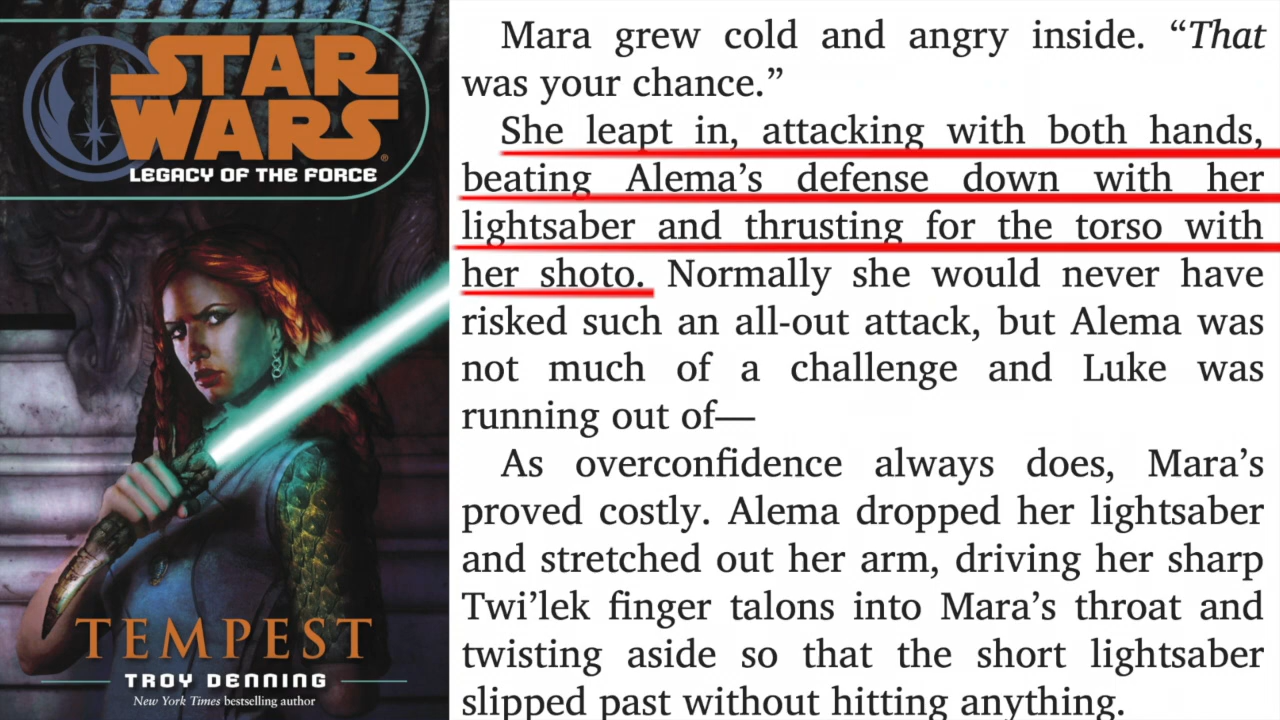 STAR
WARS
®
LEGACY OF THE FORCE
TEMPEST
TROY DENNING
New York Times bestselling author
Mara grew cold and angry inside. “That
was your chance.”
She leapt in, attacking with both hands,
beating Alema’s defense down with her
lightsaber and thrusting for the torso with
her shoto. Normally she would never have
risked such an all-out attack, but Alema was
not much of a challenge and Luke was
running out of—
As overconfidence always does, Mara’s
proved costly. Alema dropped her lightsaber
and stretched out her arm, driving her sharp
Twi’lek finger talons into Mara’s throat and
twisting aside so that the short lightsaber
slipped past without hitting anything.